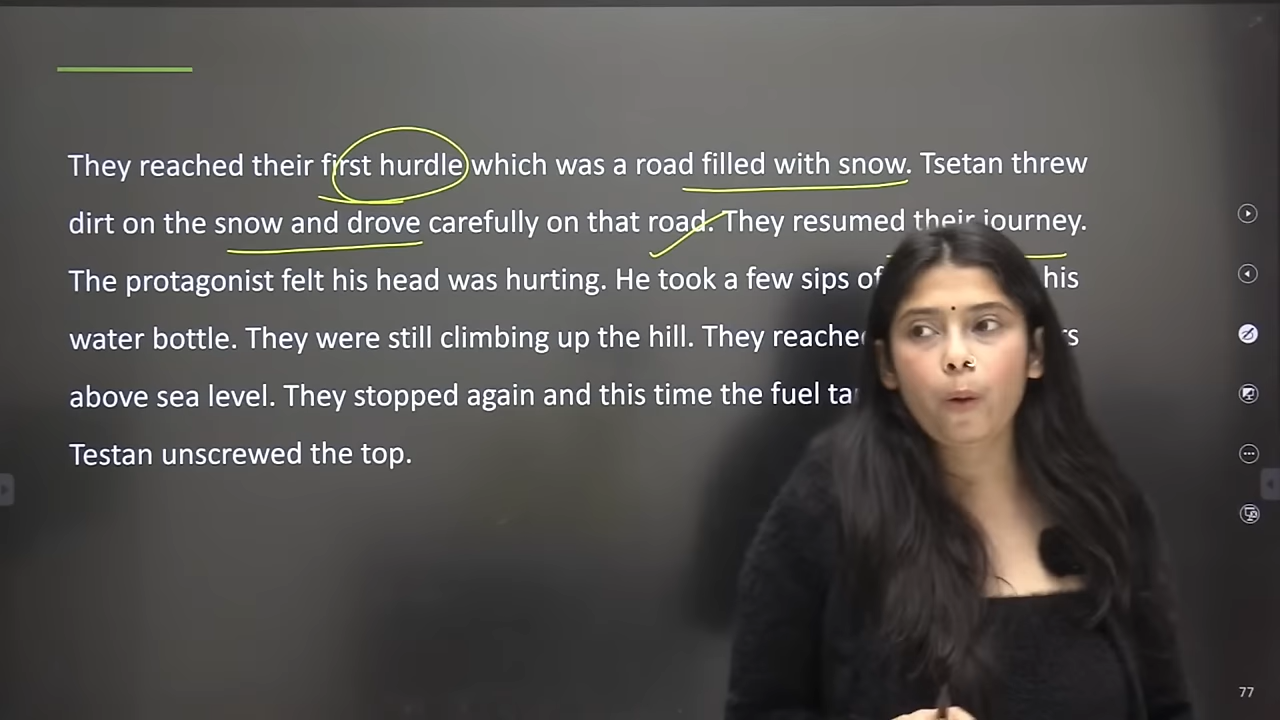 They reached their first hurdle which was a road filled with snow. Tsetan threw
dirt on the snow and drove carefully on that road. They resumed their journey.
The protagonist felt his head was hurting. He took a few sips of his
water bottle. They were still climbing up the hill. They reached
above sea level. They stopped again and this time the fuel
Testan unscrewed the top.
77